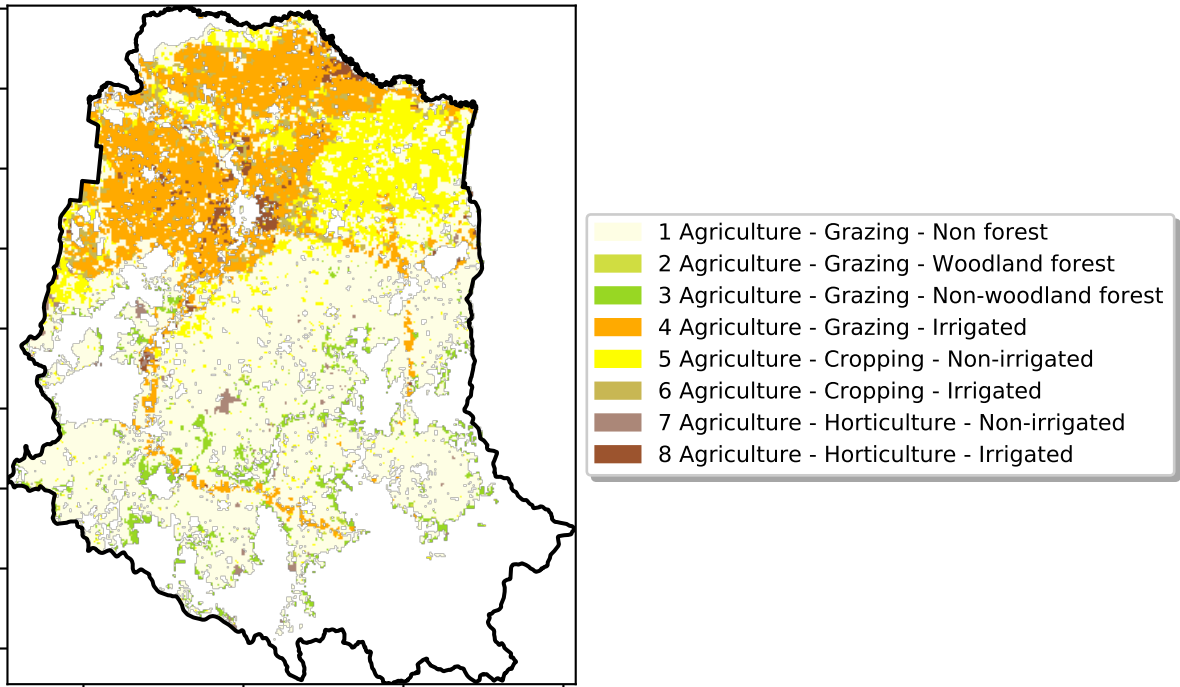 1 Agriculture - Grazing - Non forest
2 Agriculture - Grazing - Woodland forest
3 Agriculture - Grazing - Non-woodland forest
4 Agriculture - Grazing - Irrigated
5 Agriculture - Cropping - Non-irrigated
6 Agriculture - Cropping - Irrigated
7 Agriculture - Horticulture - Non-irrigated
8 Agriculture - Horticulture - Irrigated